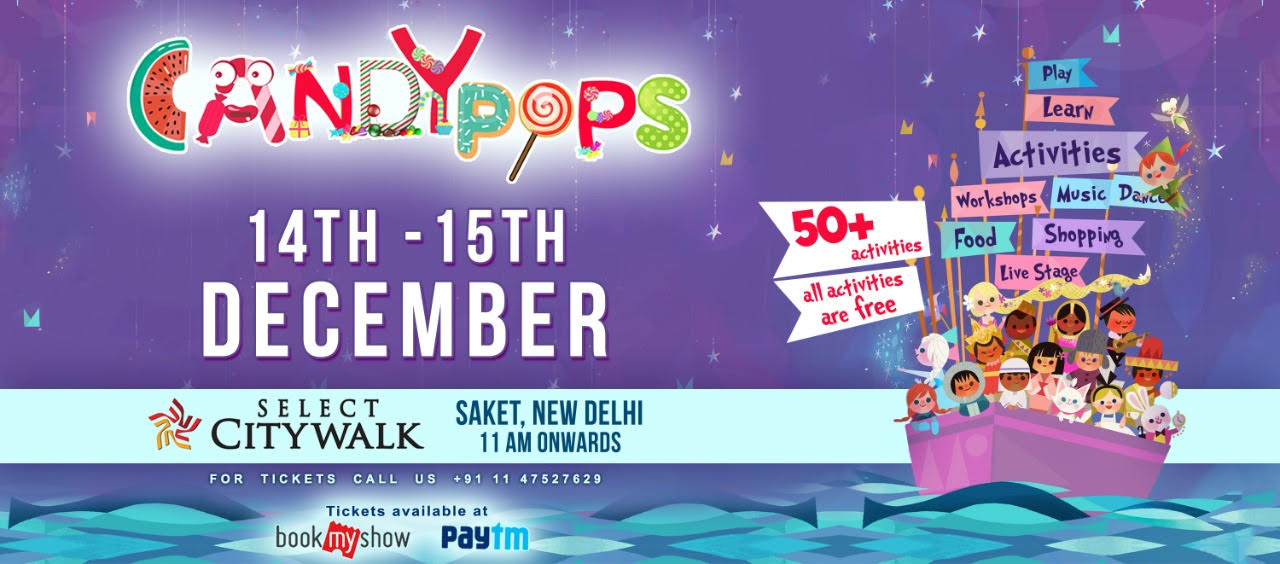 CANDYPOPS
14TH -15TH
DECEMBER
SELECT
CITYWALK
SAKET, NEW DELHI
11 AM ONWARDS
FOR TICKETS CALL US +91 11 47527629
Tickets available at
bookmyshow
paytm
50+
activities
all activities
are free
Play
Learn
Activities
Workshops
Music
Dance
Food
Shopping
Live Stage